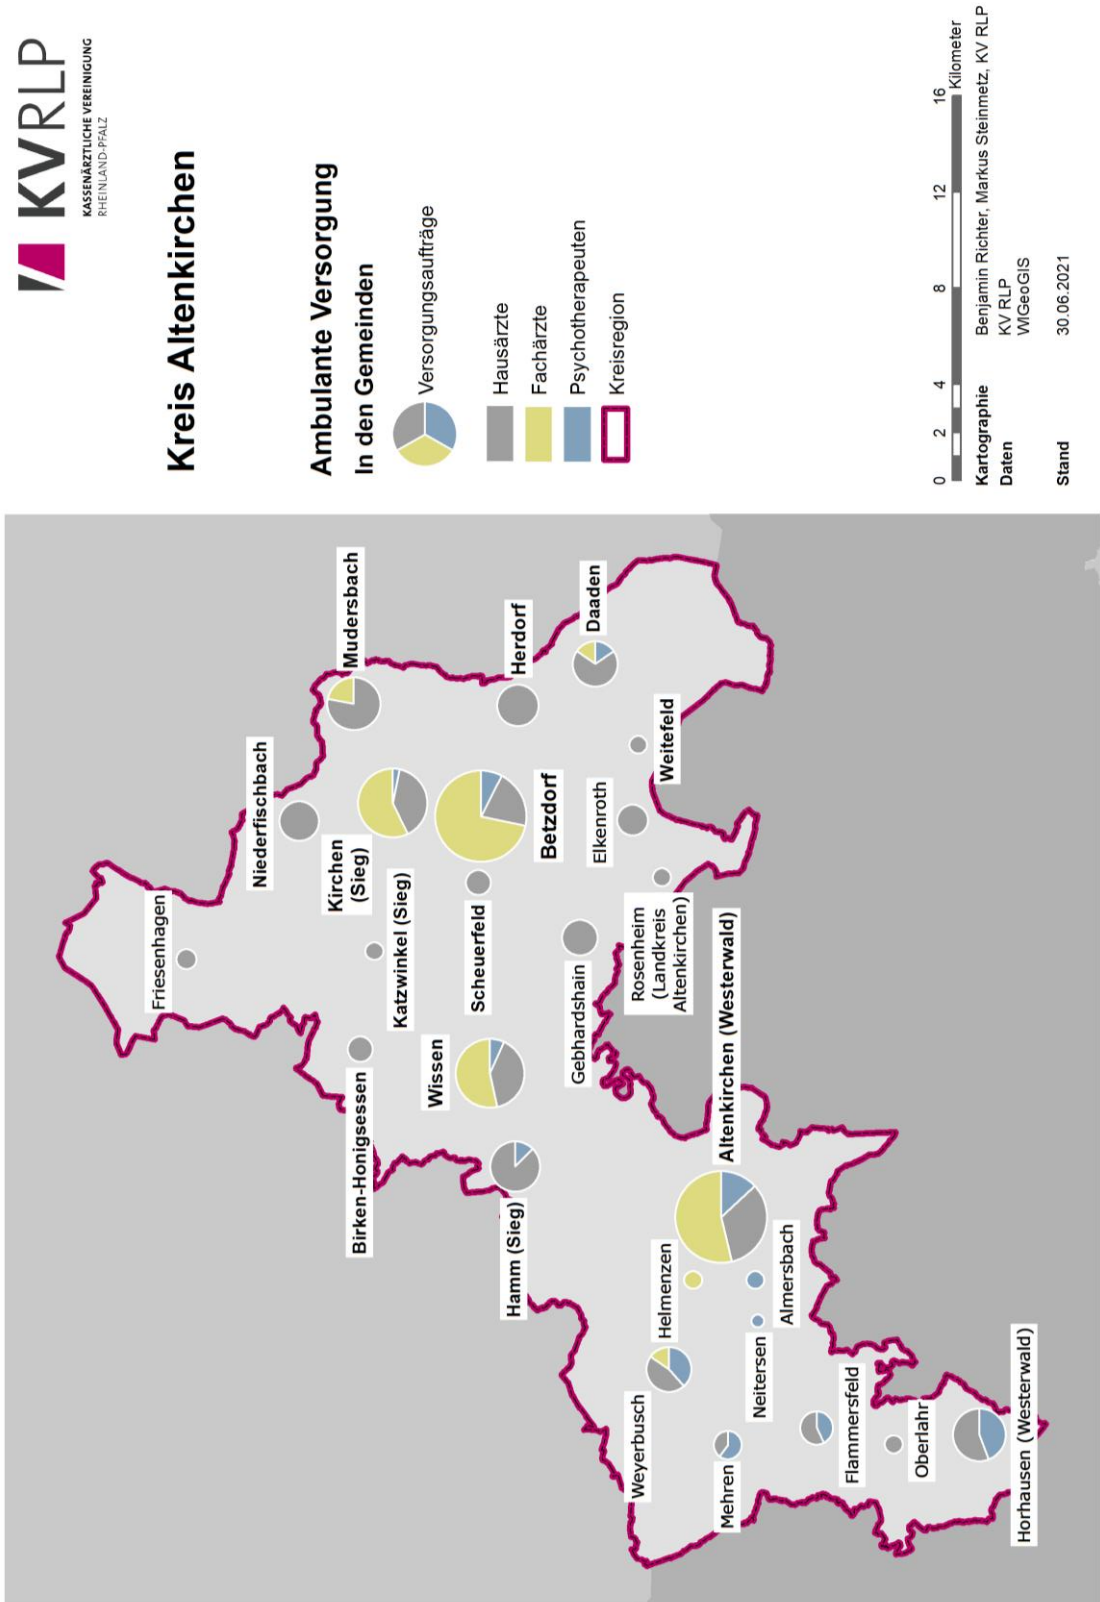 KVRLP
KASSENÄRZTLICHE VEREINIGUNG
RHEINLAND-PFALZ
Kreis Altenkirchen
Ambulante Versorgung
In den Gemeinden
Versorgungsaufträge
Hausärzte
Fachärzte
Psychotherapeuten
Kreisregion
0 2 4 8 12 16
Kilometer
Kartographie Benjamin Richter, Markus Steinmetz, KV RLP
Daten KV RLP
WIGeoGIS
Stand 30.06.2021
Friesenhagen
Niederfischbach
Mudersbach
Kirchen
(Sieg)
Katzwinkel (Sieg)
Birken-Honigsessen
Wissen
Scheuerfeld
Betzdorf
Herdorf
Daaden
Hamm (Sieg)
Gebhardshain
Elkenroth
Weitefeld
Rosenheim
(Landkreis
Altenkirchen)
Altenkirchen (Westerwald)
Helmenzen
Almersbach
Weyerbusch
Neitersen
Mehren
Flammersfeld
Oberlahr
Horhausen (Westerwald)